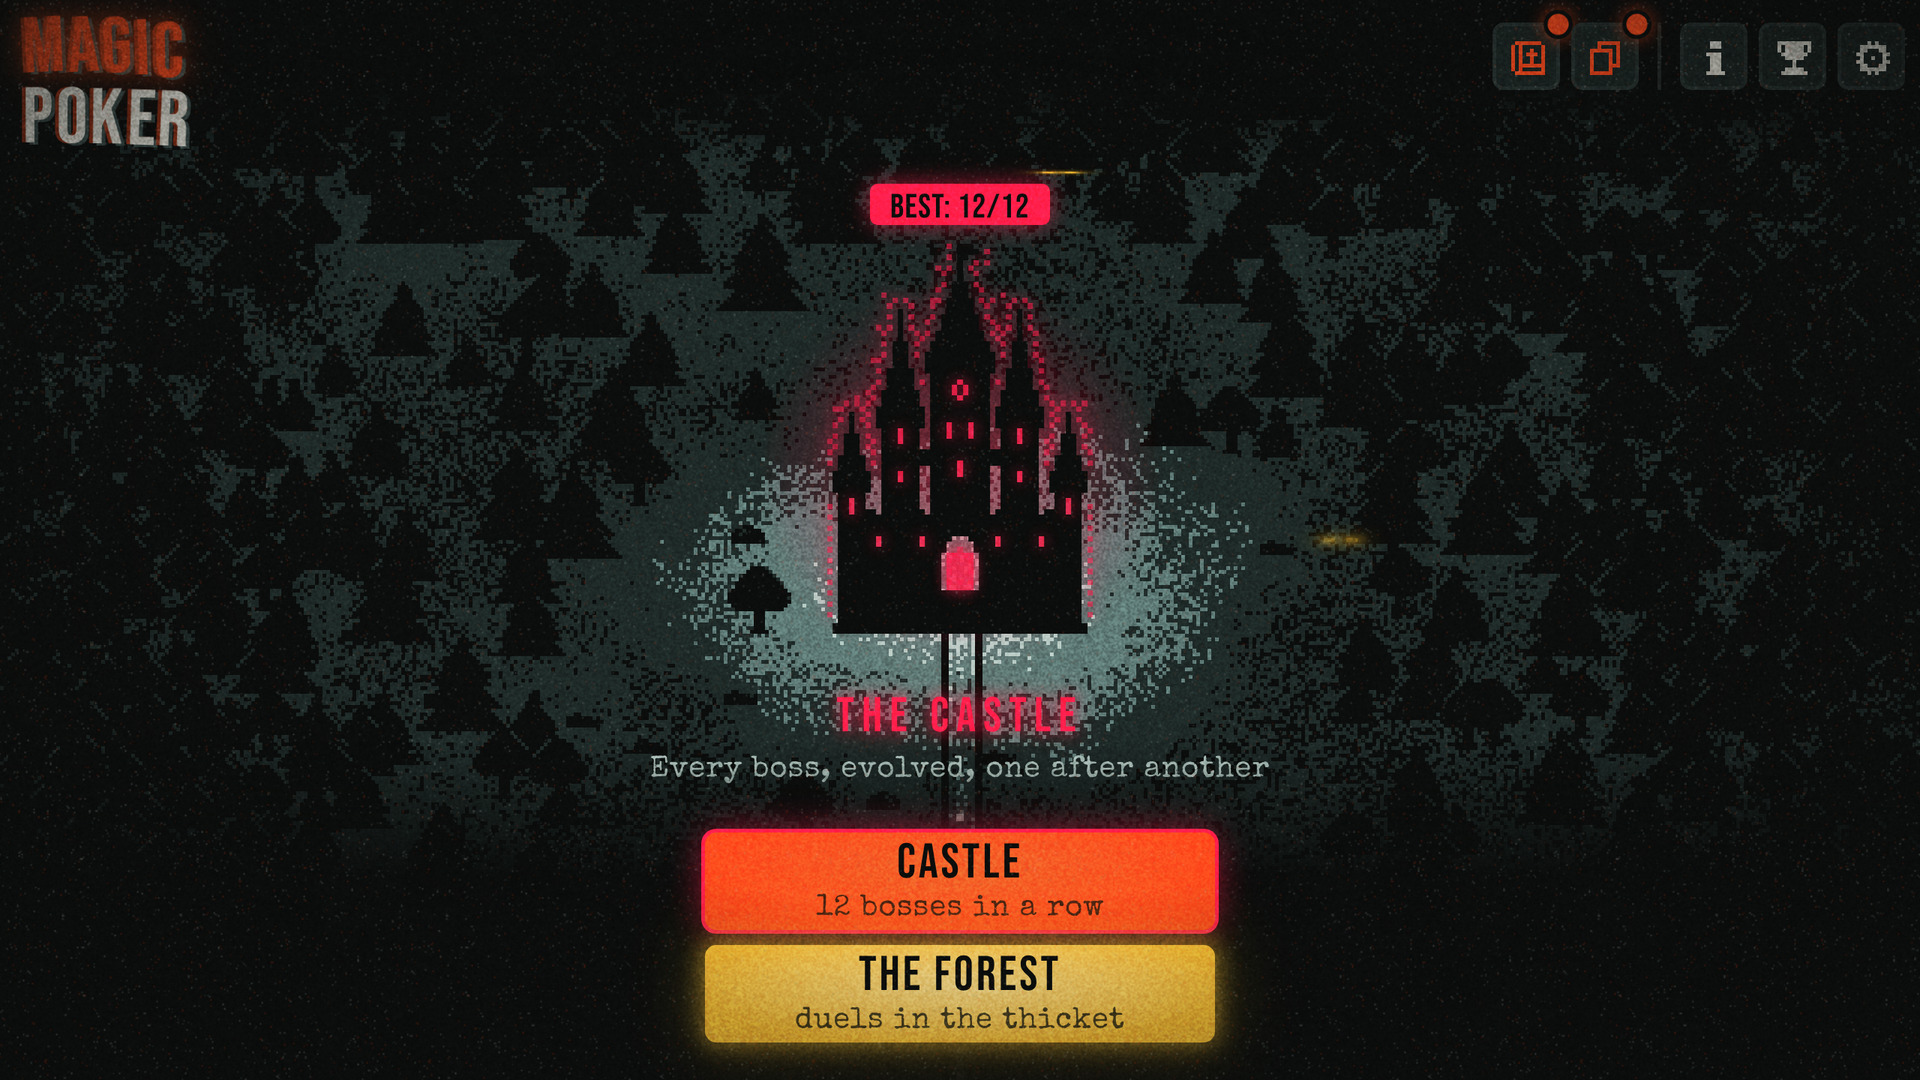 MAGIC
POKER
BEST: 12/12
THE CASTLE
Every boss, evolved, one after another
CASTLE
12 bosses in a row
THE FOREST
duels in the thicket